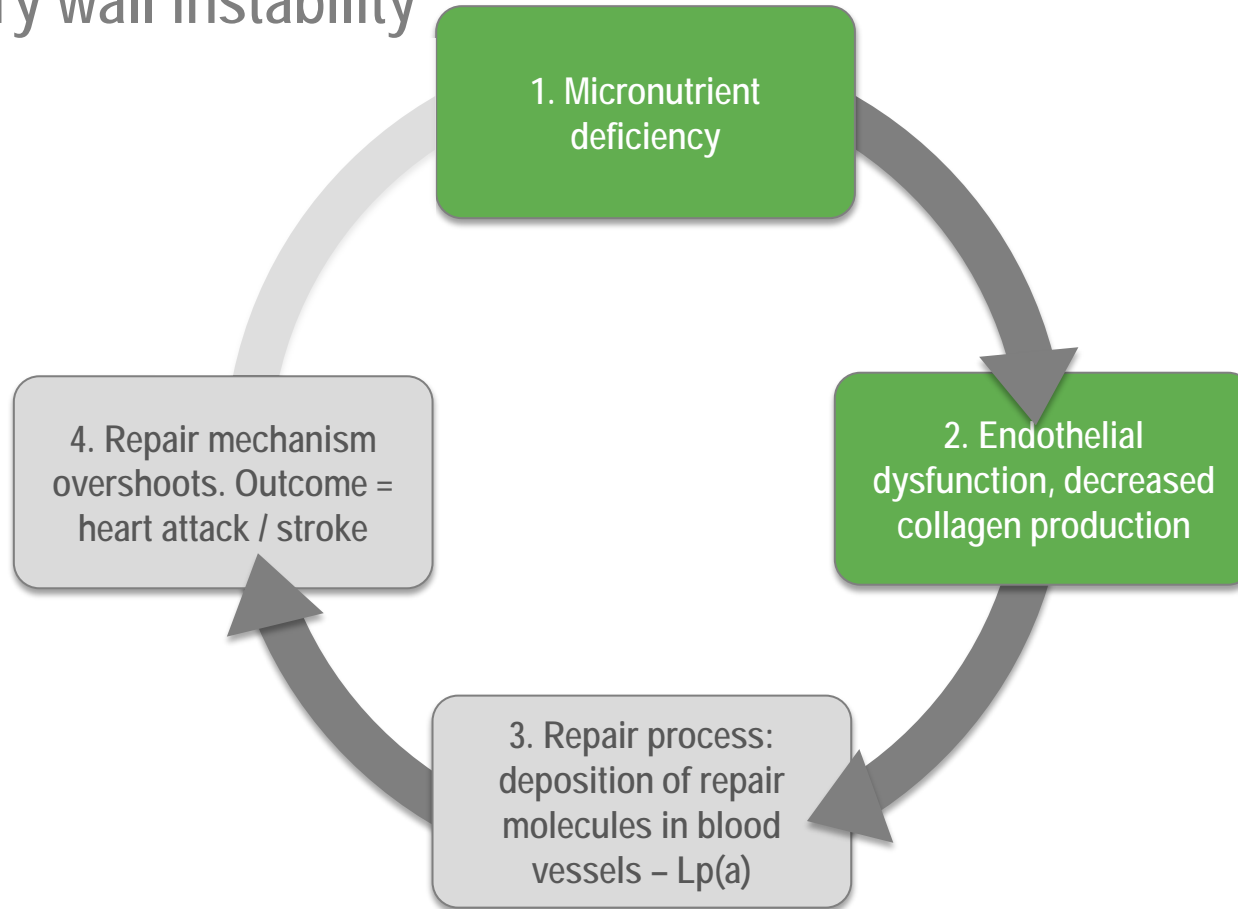 wall instability
1. Micronutrient
deficiency
2. Endothelial
dysfunction, decreased
collagen production
3. Repair process:
deposition of repair
molecules in blood
vessels – Lp(a)
4. Repair mechanism
overshoots. Outcome =
heart attack / stroke